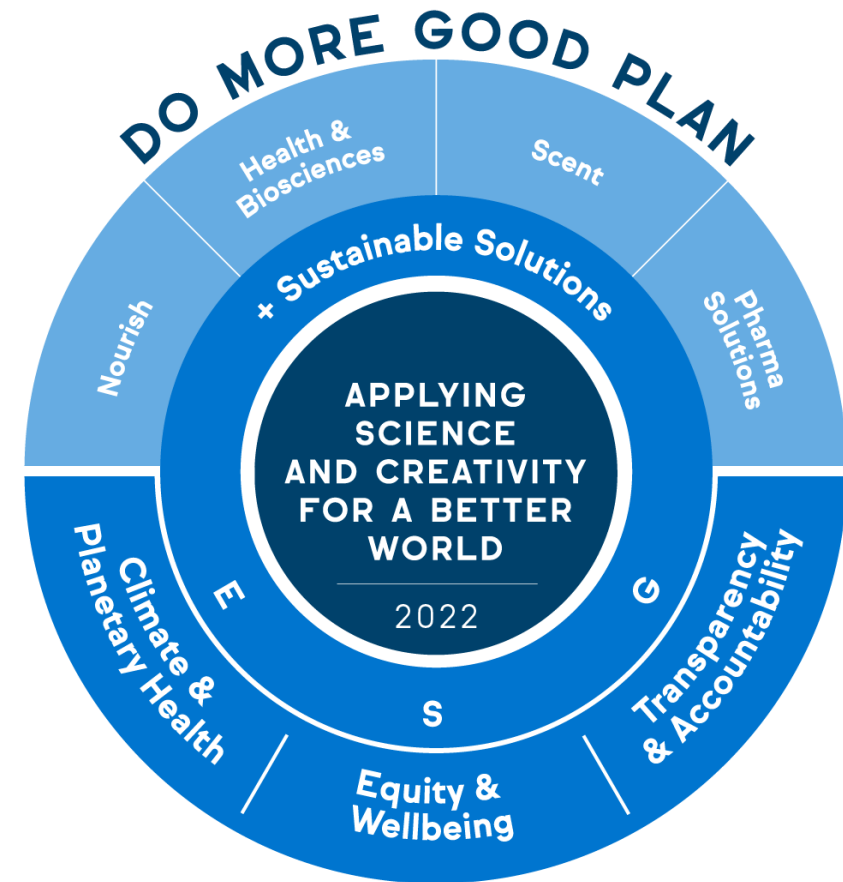 DO MORE GOOD PLAN
Nourish
Health &
Biosciences
Scent
Pharma
Solutions
+ Sustainable Solutions
APPLYING
SCIENCE
AND CREATIVITY
FOR A BETTER
WORLD
2022
E
S
G
Climate &
Planetary Health
Equity &
Wellbeing
Transparency
& Accountability